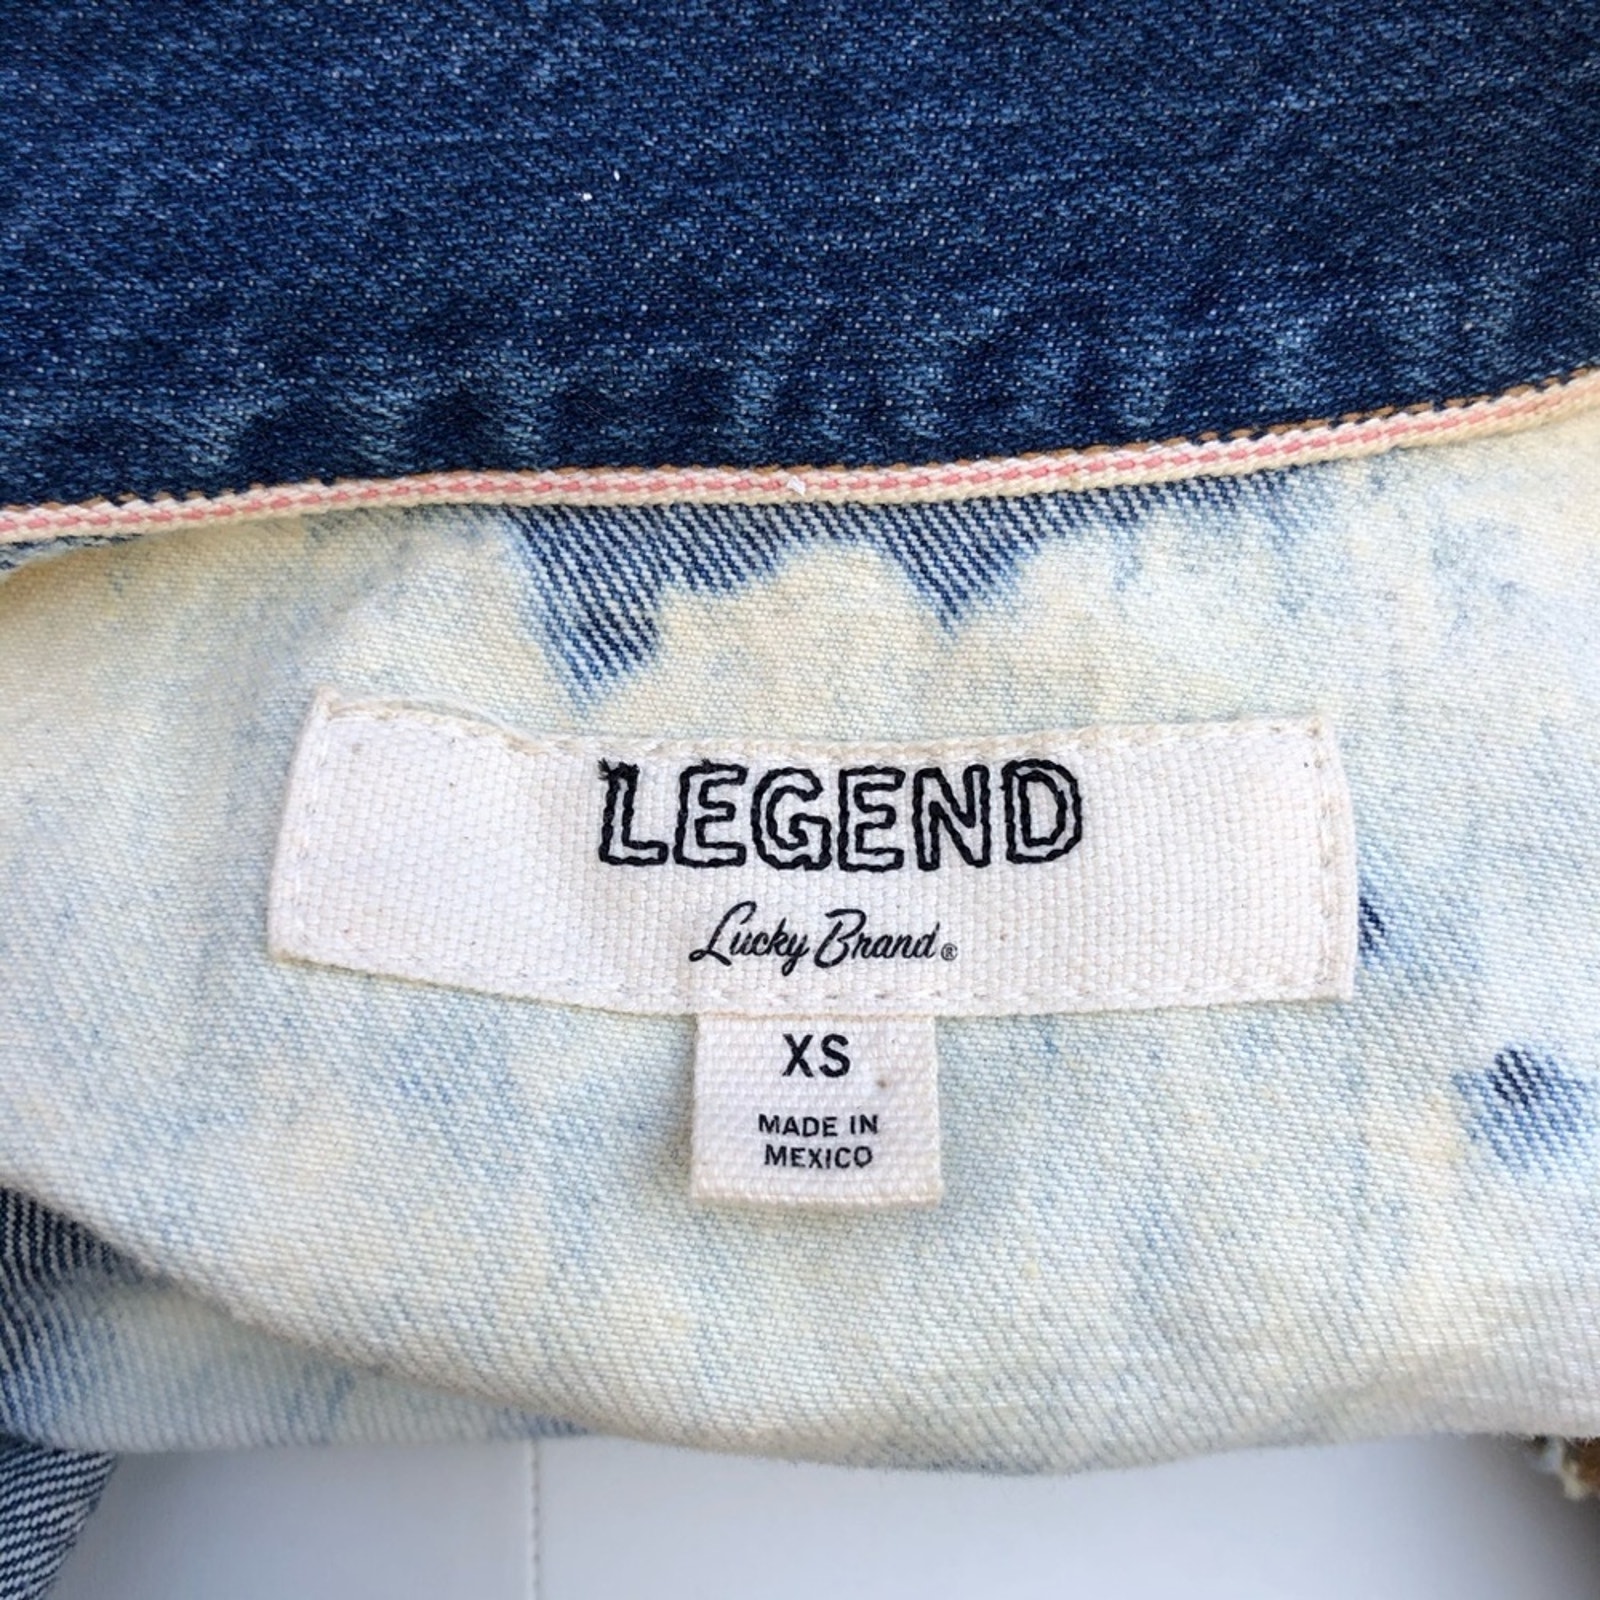 LEGEND
Lucky Brand®
XS
MADE IN
MEXICO